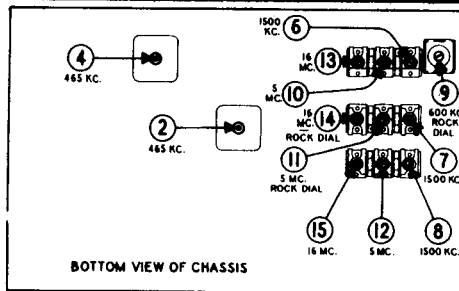 4
465 KC.
2
465 KC.
1500
KC.
6
16
MC.
13
5
MC.
10
9
600 KC.
ROCK
DIAL
16
MC.
14
ROCK DIAL
11
5 MC.
ROCK DIAL
7
1500 KC.
15
16 MC.
12
5 MC.
8
1500 KC.
BOTTOM VIEW OF CHASSIS